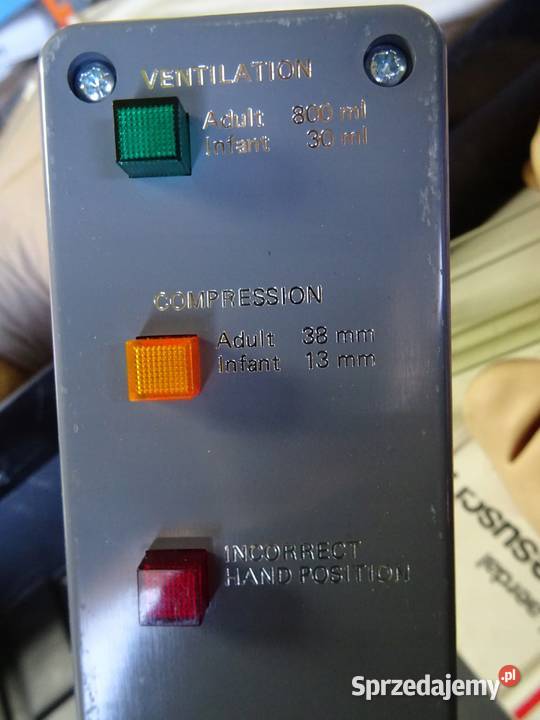 VENTILATION
Adult 800 ml
Infant 30 ml
COMPRESSION
Adult 38 mm
Infant 13 mm
INCORRECT
HAND POSITION
Sprzedajemy.pl